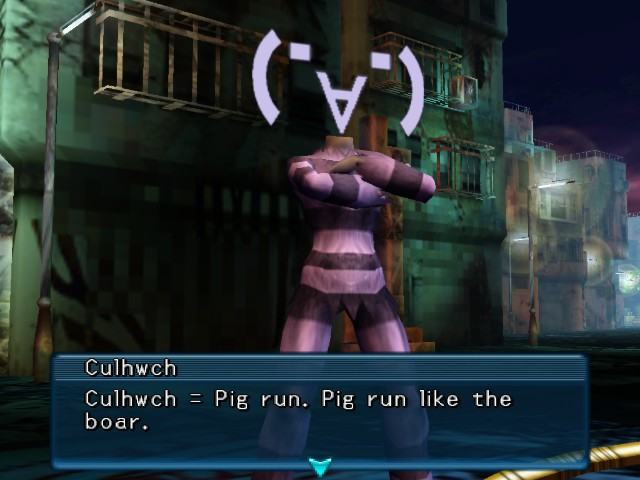 (-∀-)
Culhwch
Culhwch = Pig run. Pig run like the
boar.